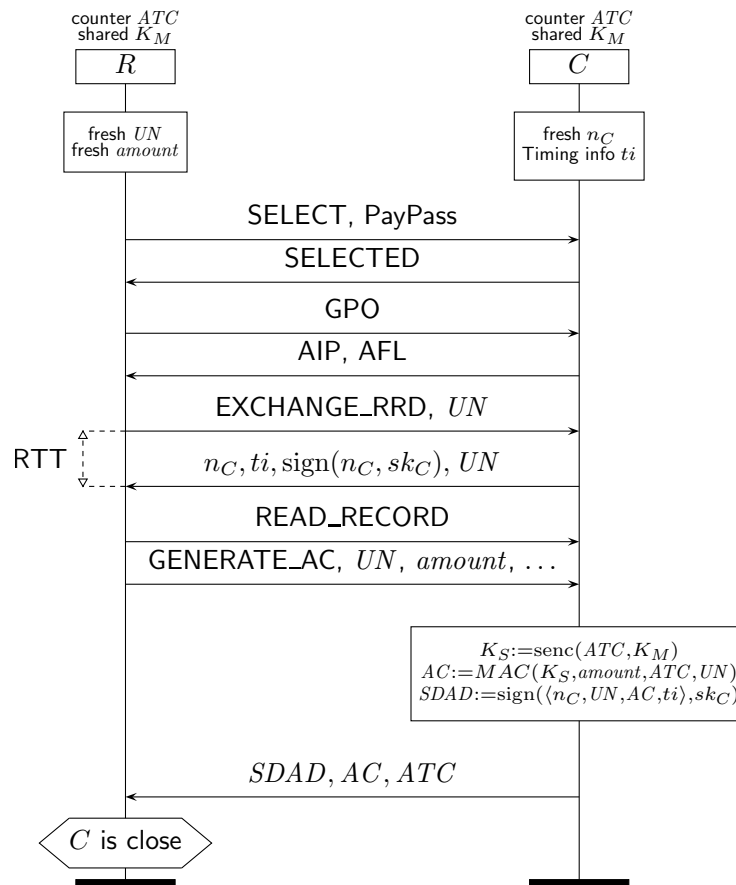 counter ATC
shared K_M
counter ATC
shared K_M
R
C
fresh UN
fresh amount
fresh n_C
Timing info ti
SELECT, PayPass
SELECTED
GPO
AIP, AFL
EXCHANGE_RRD, UN
RTT
n_C, ti, sign(n_C, sk_C), UN
READ_RECORD
GENERATE_AC, UN, amount, ...
K_S:=senc(ATC,K_M)
AC:=MAC(K_S,amount,ATC,UN)
SDAD:=sign(⟨n_C,UN,AC,ti⟩,sk_C)
SDAD, AC, ATC
C is close